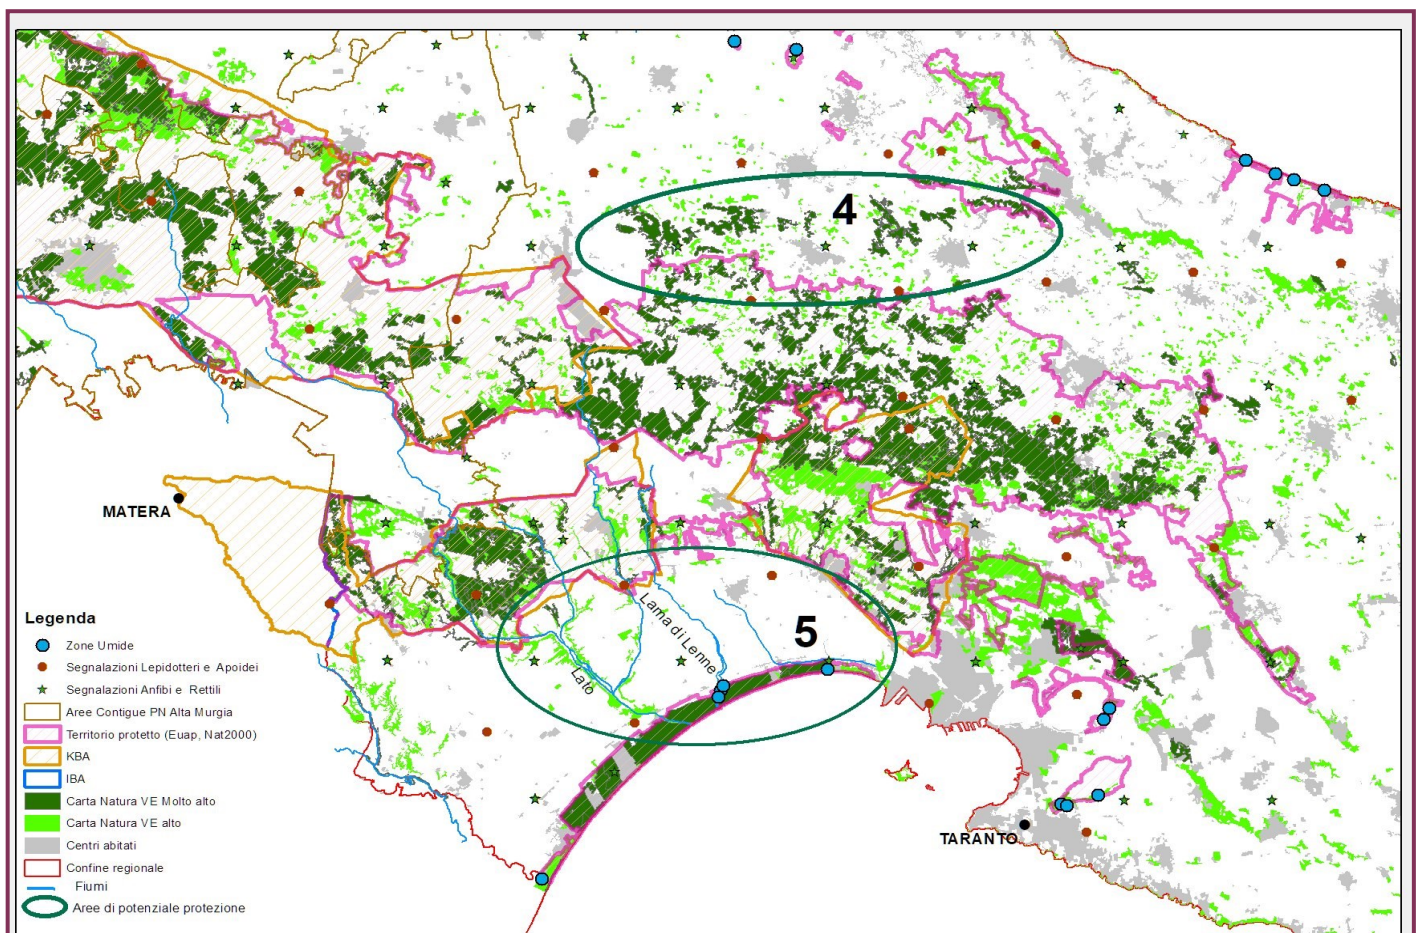 4
MATERA
5
Lama di Lenne
Lato
TARANTO
Legenda
Zone Umide
Segnalazioni Lepidotteri e Apoidei
Segnalazioni Anfibi e Rettili
Aree Contigue PN Alta Murgia
Territorio protetto (Euap, Nat2000)
KBA
IBA
Carta Natura VE Molto alto
Carta Natura VE alto
Centri abitati
Confine regionale
Fiumi
Aree di potenziale protezione